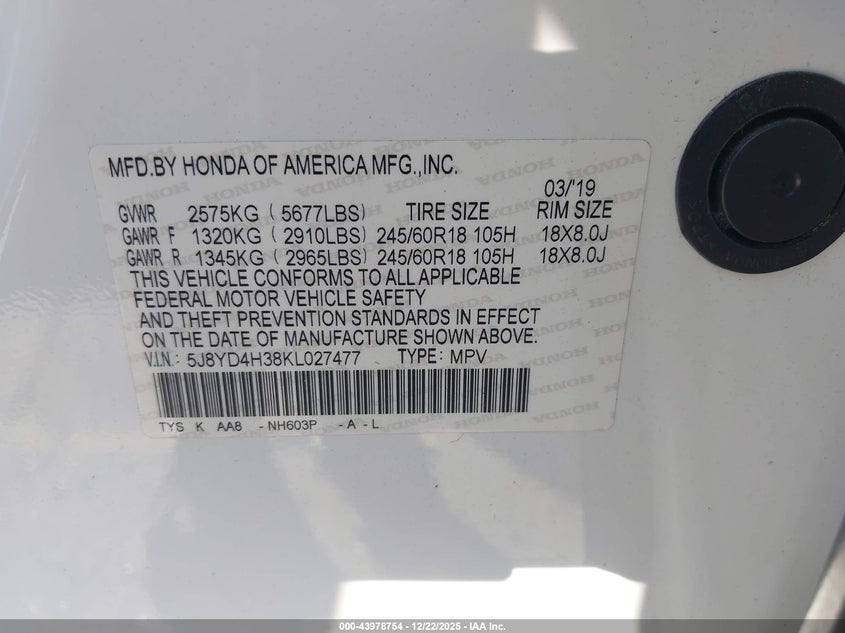 MFD.BY HONDA OF AMERICA MFG.,INC.
03/'19
GVWR 2575KG ( 5677LBS) TIRE SIZE RIM SIZE
GAWR F 1320KG ( 2910LBS) 245/60R18 105H 18X8.0J
GAWR R 1345KG ( 2965LBS) 245/60R18 105H 18X8.0J
THIS VEHICLE CONFORMS TO ALL APPLICABLE
FEDERAL MOTOR VEHICLE SAFETY
AND THEFT PREVENTION STANDARDS IN EFFECT
ON THE DATE OF MANUFACTURE SHOWN ABOVE.
V.I.N.: 5J8YD4H38KL027477 TYPE: MPV
TYS K AA8 -NH603P -A-L
000-43978754 - 12/22/2025 - IAA Inc.